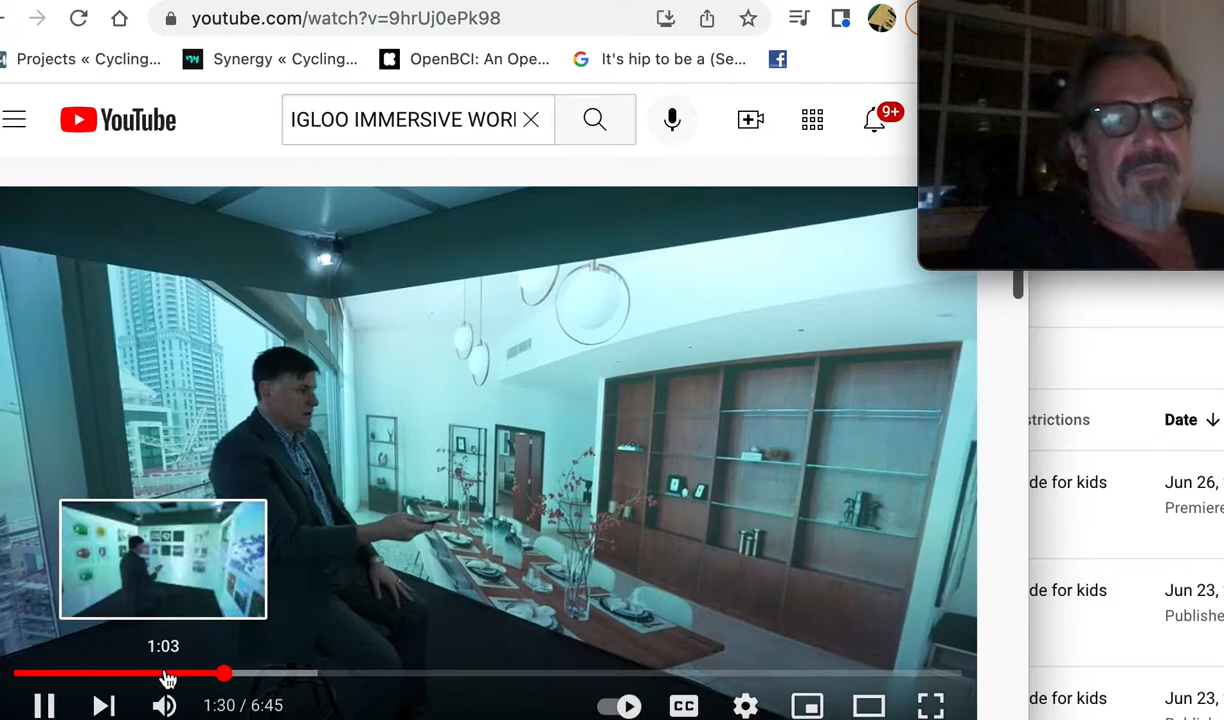 youtube.com/watch?v=9hrUj0ePk98
Projects « Cycling... Synergy « Cycling... OpenBCI: An Ope... It's hip to be a (Se...
YouTube
IGLOO IMMERSIVE WOR
9+
strictions Date
de for kids Jun 26,
Premiere
de for kids Jun 23,
Publishe
de for kids Jun 23,
1:03
1:30 / 6:45
CC